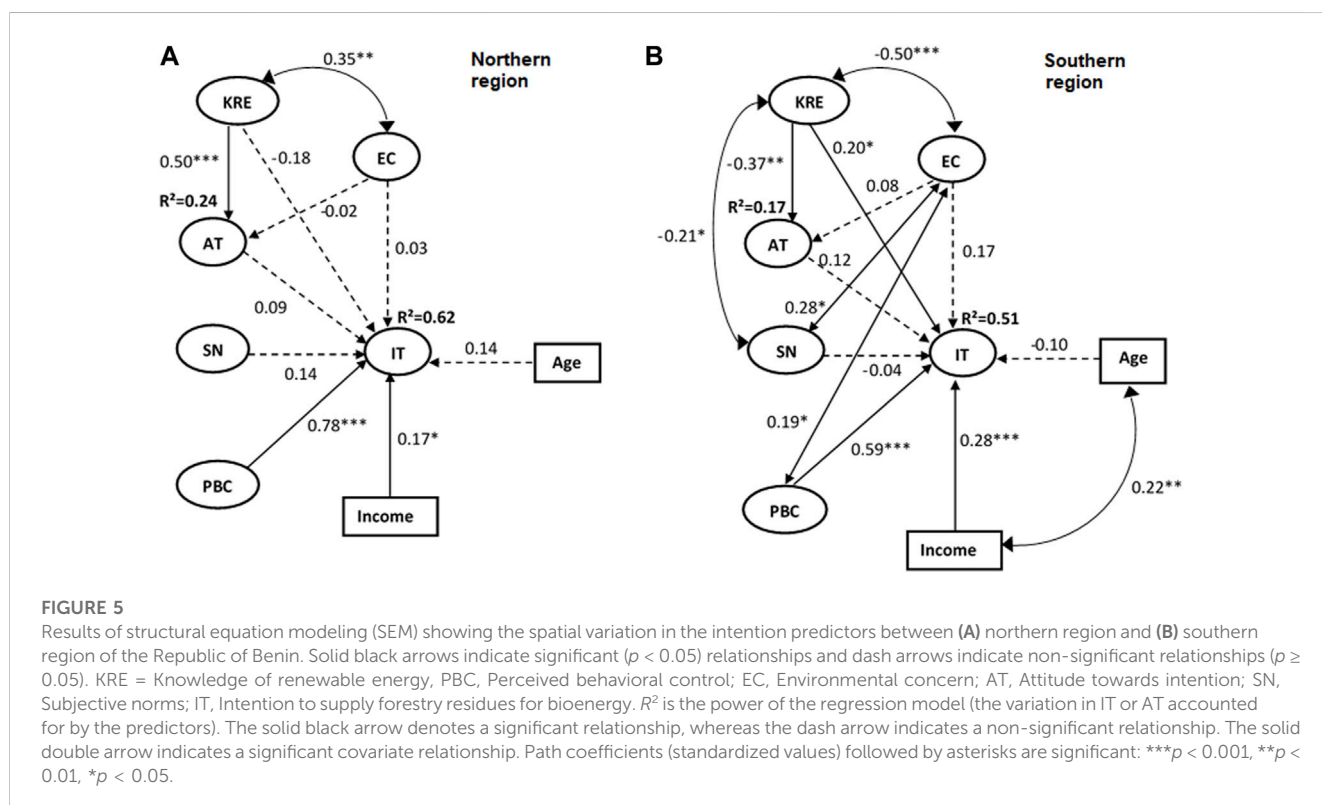 A
Northern
region
0.35**
KRE
EC
0.50***
-0.18
R²=0.24
-0.02
AT
0.03
0.09
R²=0.62
SN
IT
0.14
Age
0.14
0.78***
0.17*
PBC
Income
B
Southern
region
-0.50***
KRE
EC
-0.37**
0.20*
0.08
R²=0.17
AT
-0.21*
0.12
0.17
0.28*
R²=0.51
SN
IT
-0.10
Age
-0.04
0.19*
0.59***
0.28***
PBC
0.22**
Income
FIGURE 5
Results of structural equation modeling (SEM) showing the spatial variation in the intention predictors between (A) northern region and (B) southern
region of the Republic of Benin. Solid black arrows indicate significant (p < 0.05) relationships and dash arrows indicate non-significant relationships (p ≥
0.05). KRE = Knowledge of renewable energy, PBC, Perceived behavioral control; EC, Environmental concern; AT, Attitude towards intention; SN,
Subjective norms; IT, Intention to supply forestry residues for bioenergy. R² is the power of the regression model (the variation in IT or AT accounted
for by the predictors). The solid black arrow denotes a significant relationship, whereas the dash arrow indicates a non-significant relationship. The solid
double arrow indicates a significant covariate relationship. Path coefficients (standardized values) followed by asterisks are significant: ***p < 0.001, **p <
0.01, *p < 0.05.